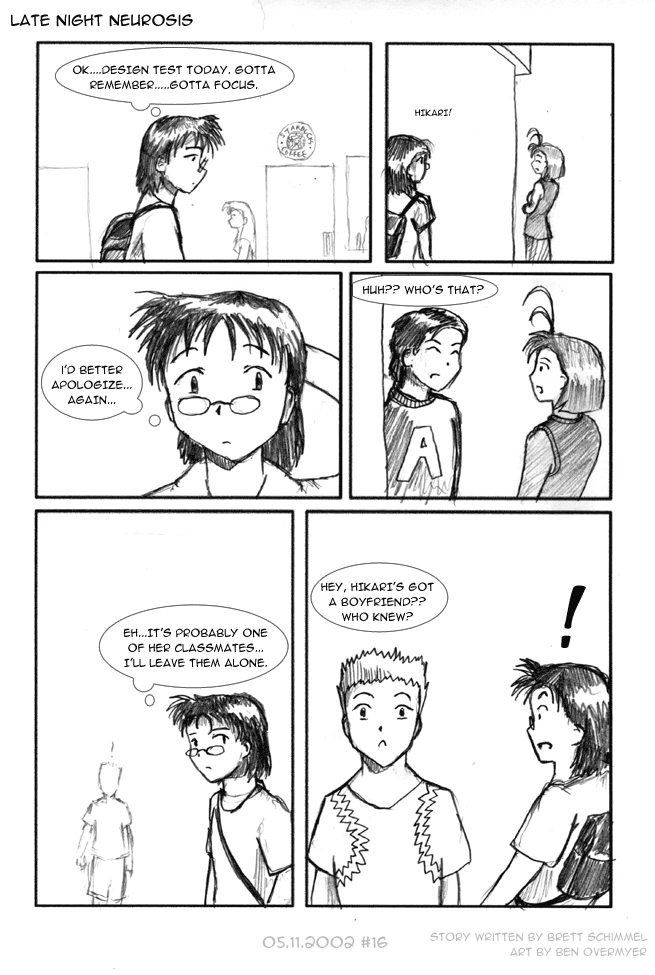 LATE NIGHT NEUROSIS
OK....DESIGN TEST TODAY. GOTTA
REMEMBER.....GOTTA FOCUS.
STARBUCKS
COFFEE
HIKARI!
I'D BETTER
APOLOGIZE...
AGAIN...
HUH?? WHO'S THAT?
A
EH...IT'S PROBABLY ONE
OF HER CLASSMATES...
I'LL LEAVE THEM ALONE.
HEY, HIKARI'S GOT
A BOYFRIEND??
WHO KNEW?
!
05.11.2002 #16
STORY WRITTEN BY BRETT SCHIMMEL
ART BY BEN OVERMYER